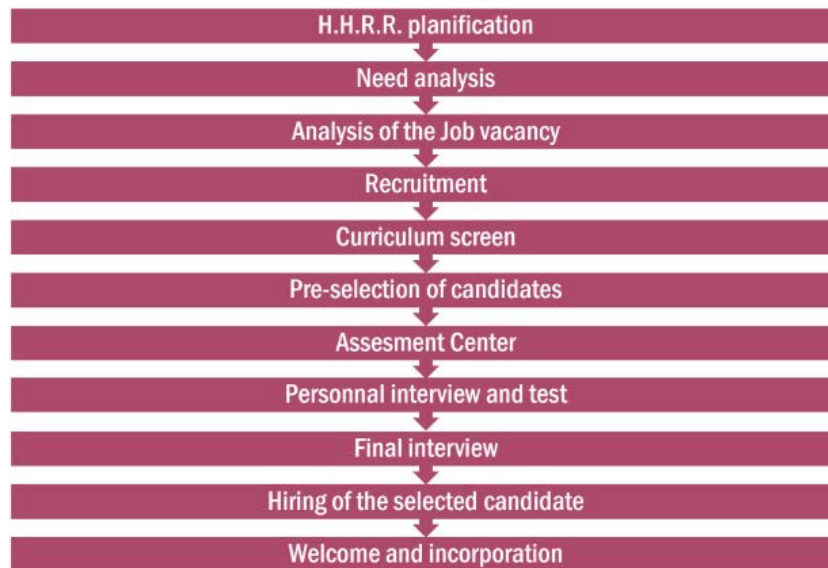 H.H.R.R. planification
Need analysis
Analysis of the Job vacancy
Recruitment
Curriculum screen
Pre-selection of candidates
Assesment Center
Personnal interview and test
Final interview
Hiring of the selected candidate
Welcome and incorporation